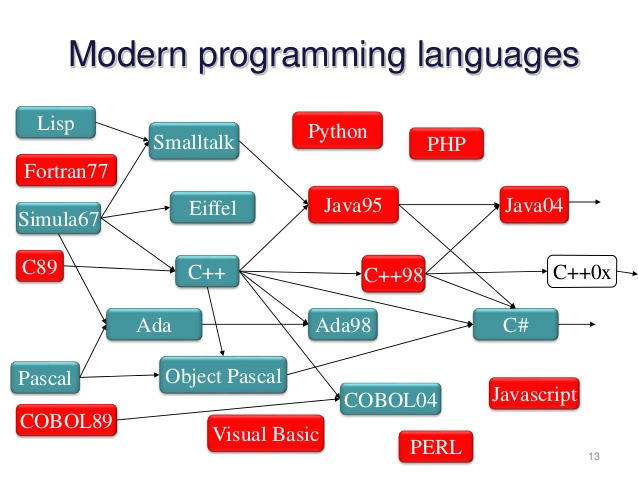 Modern programming languages
Lisp
Smalltalk
Python
PHP
Fortran77
Simula67
Eiffel
Java95
Java04
C89
C++
C++98
C++0x
Ada
Ada98
C#
Pascal
Object Pascal
COBOL04
Javascript
COBOL89
Visual Basic
PERL
13